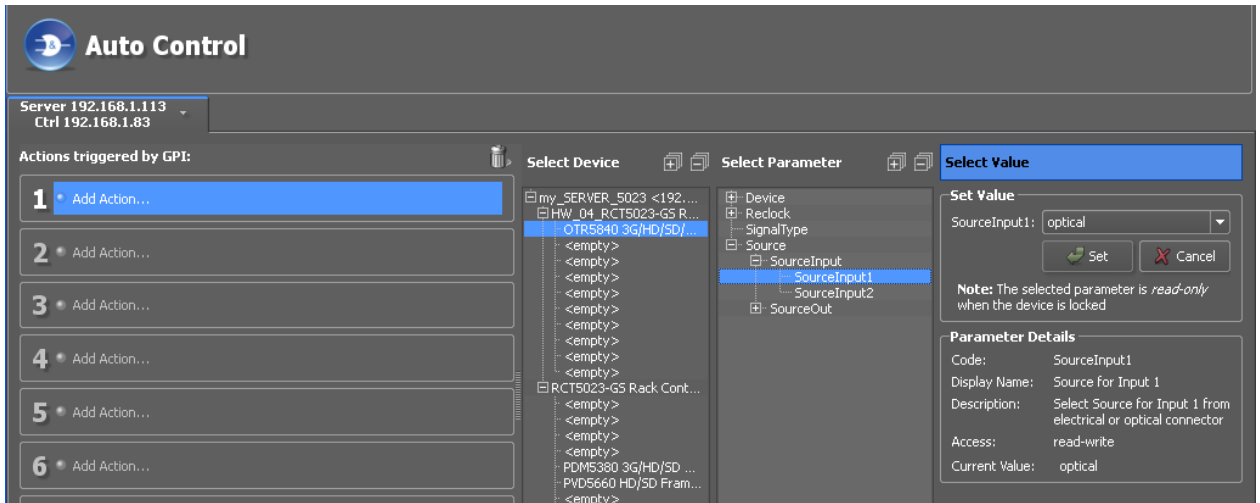 Auto Control
Server 192.168.1.113
Ctrl 192.168.1.83
Actions triggered by GPI:
1 Add Action...
2 Add Action...
3 Add Action...
4 Add Action...
5 Add Action...
6 Add Action...
Select Device
my_SERVER_5023 <192....
HW_04_RCT5023-GS R...
OTR5840 3G/HD/SD/...
<empty>
<empty>
<empty>
<empty>
<empty>
<empty>
<empty>
<empty>
<empty>
RCT5023-GS Rack Cont...
<empty>
<empty>
<empty>
<empty>
PDM5380 3G/HD/SD ...
PVD5660 HD/SD Fram...
<empty>
Select Parameter
Device
Reclock
SignalType
Source
SourceInput
SourceInput1
SourceInput2
SourceOut
Select Value
Set Value
SourceInput1: optical
Set Cancel
Note: The selected parameter is read-only
when the device is locked
Parameter Details
Code: SourceInput1
Display Name: Source for Input 1
Description: Select Source for Input 1 from
electrical or optical connector
Access: read-write
Current Value: optical